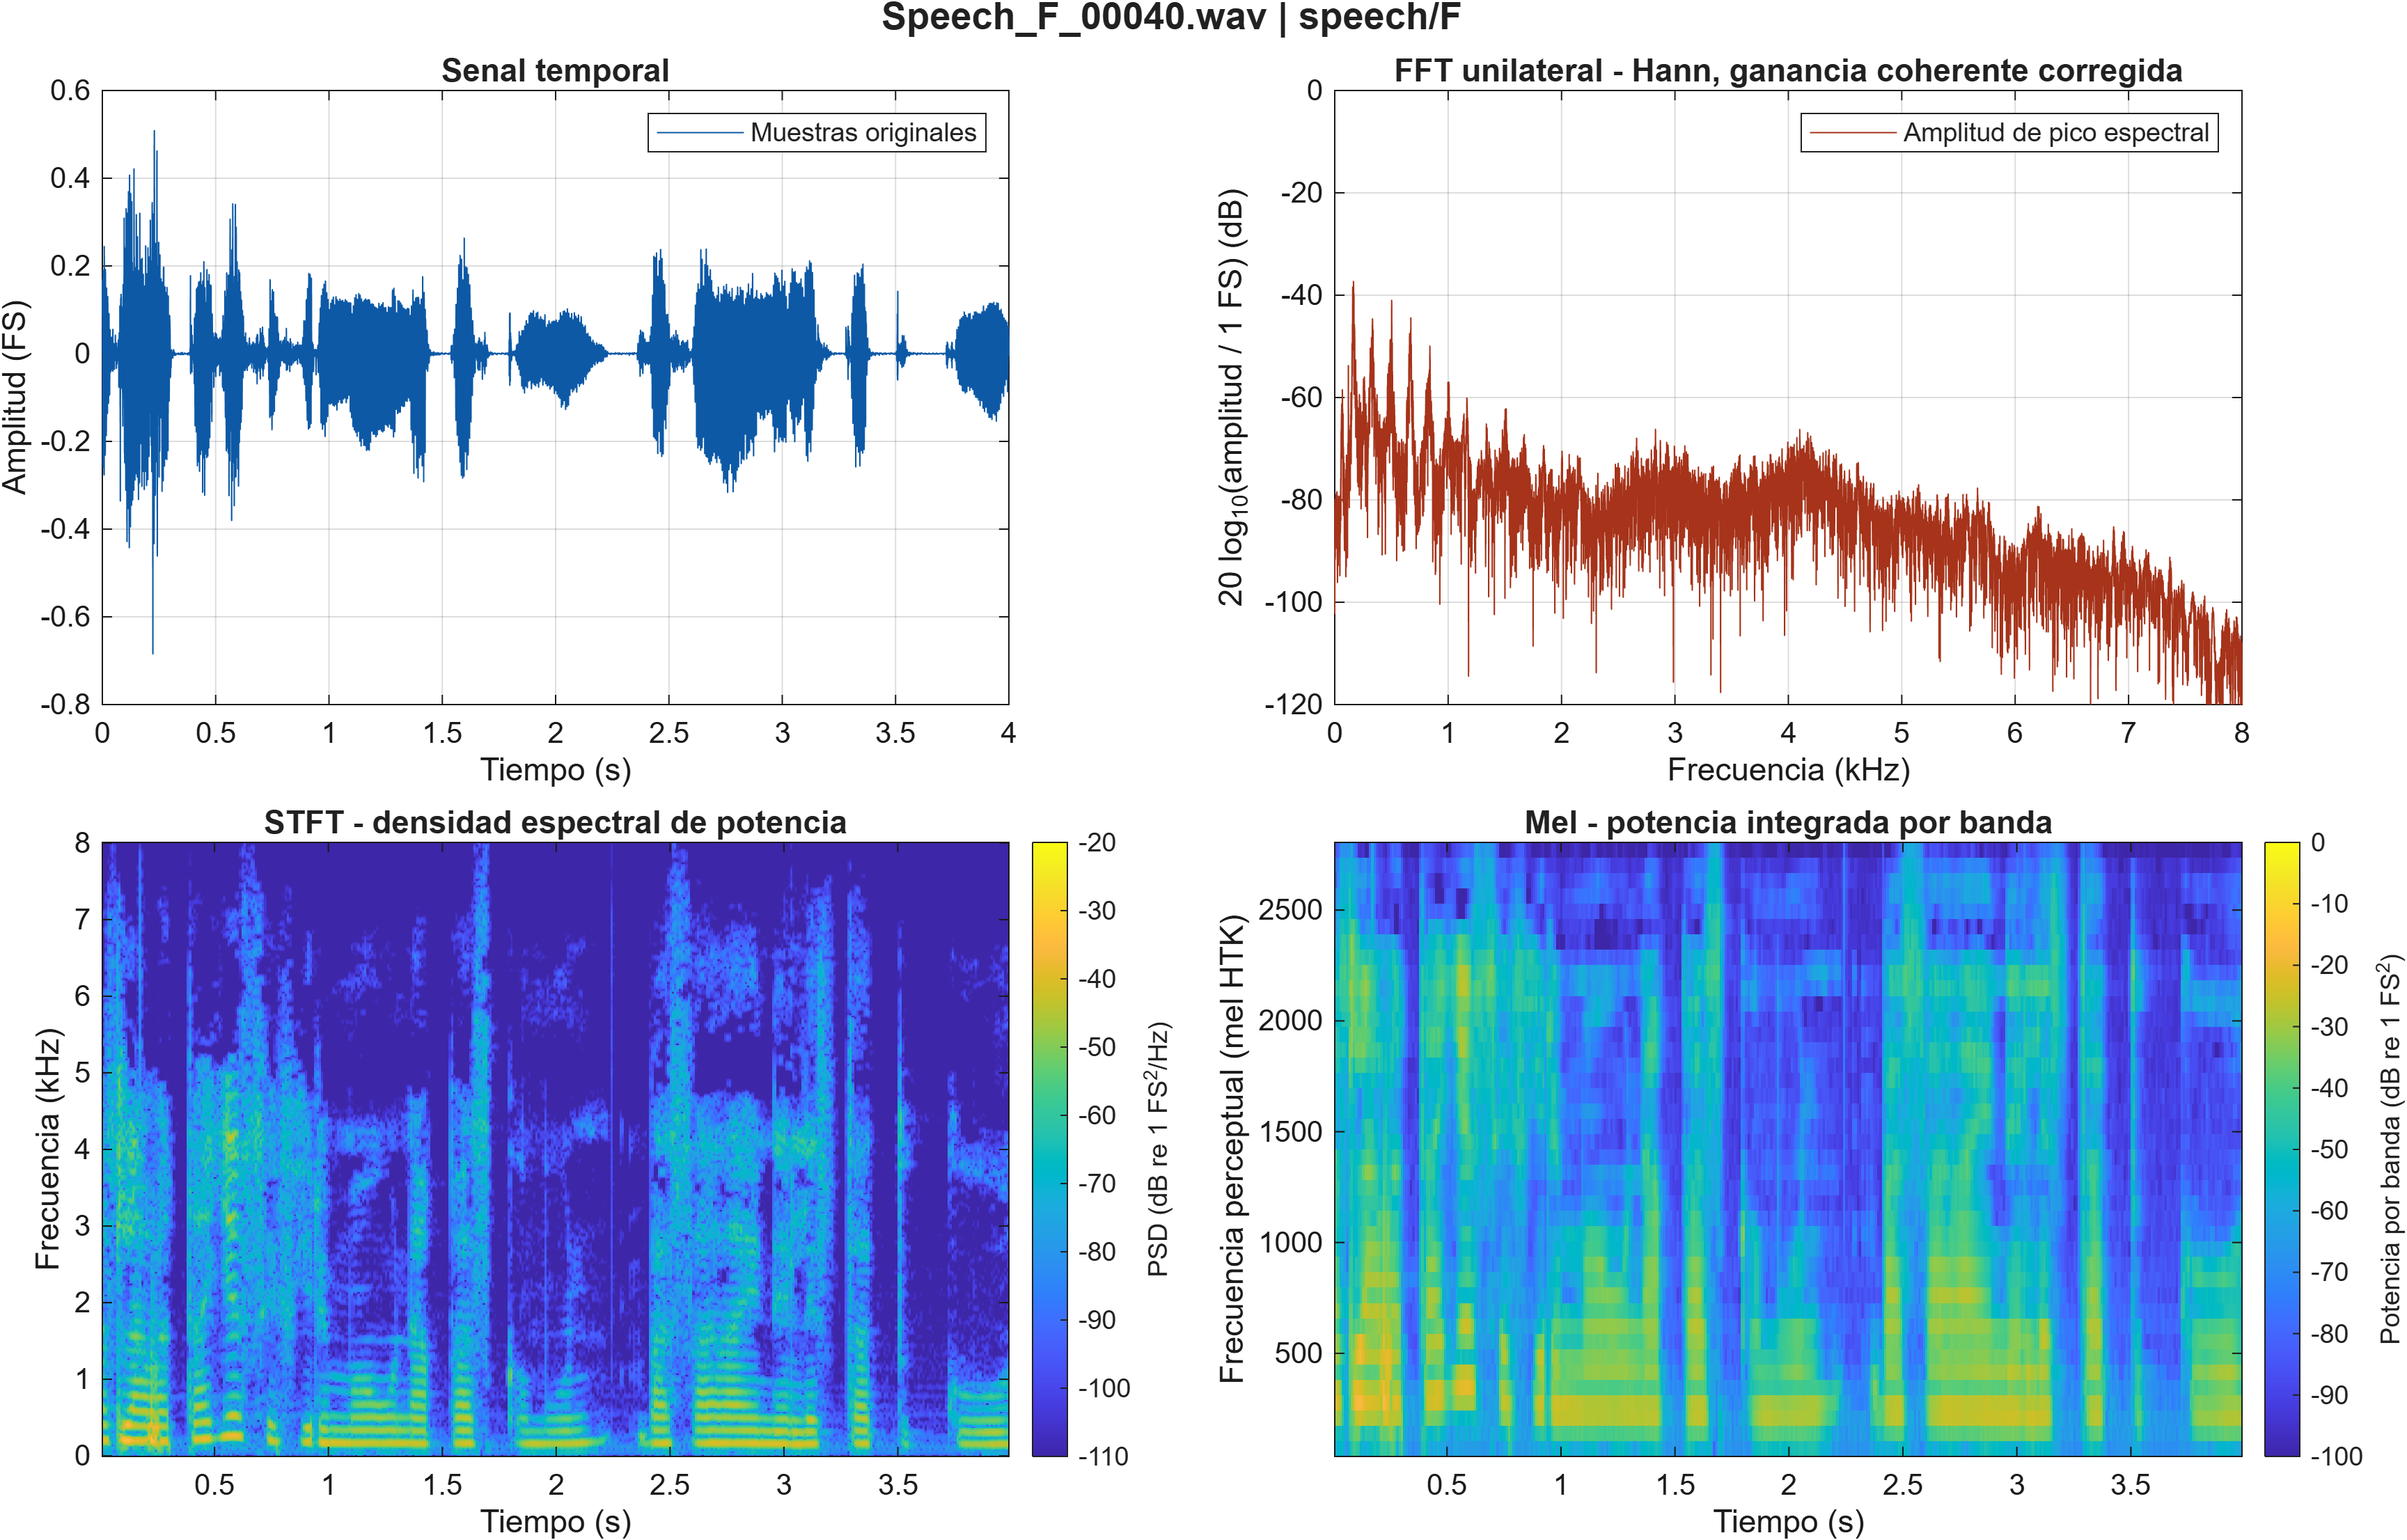 Speech_F_00040.wav | speech/F
Senal temporal
0.6
0.4
0.2
0
-0.2
-0.4
-0.6
-0.8
Amplitud (FS)
Muestras originales
0 0.5 1 1.5 2 2.5 3 3.5 4
Tiempo (s)
FFT unilateral - Hann, ganancia coherente corregida
0
-20
-40
-60
-80
-100
-120
20 log10(amplitud / 1 FS) (dB)
Amplitud de pico espectral
0 1 2 3 4 5 6 7 8
Frecuencia (kHz)
STFT - densidad espectral de potencia
8
7
6
5
4
3
2
1
0
Frecuencia (kHz)
0.5 1 1.5 2 2.5 3 3.5
Tiempo (s)
-20
-30
-40
-50
-60
-70
-80
-90
-100
-110
PSD (dB re 1 FS²/Hz)
Mel - potencia integrada por banda
2500
2000
1500
1000
500
Frecuencia perceptual (mel HTK)
0.5 1 1.5 2 2.5 3 3.5
Tiempo (s)
0
-10
-20
-30
-40
-50
-60
-70
-80
-90
-100
Potencia por banda (dB re 1 FS²)